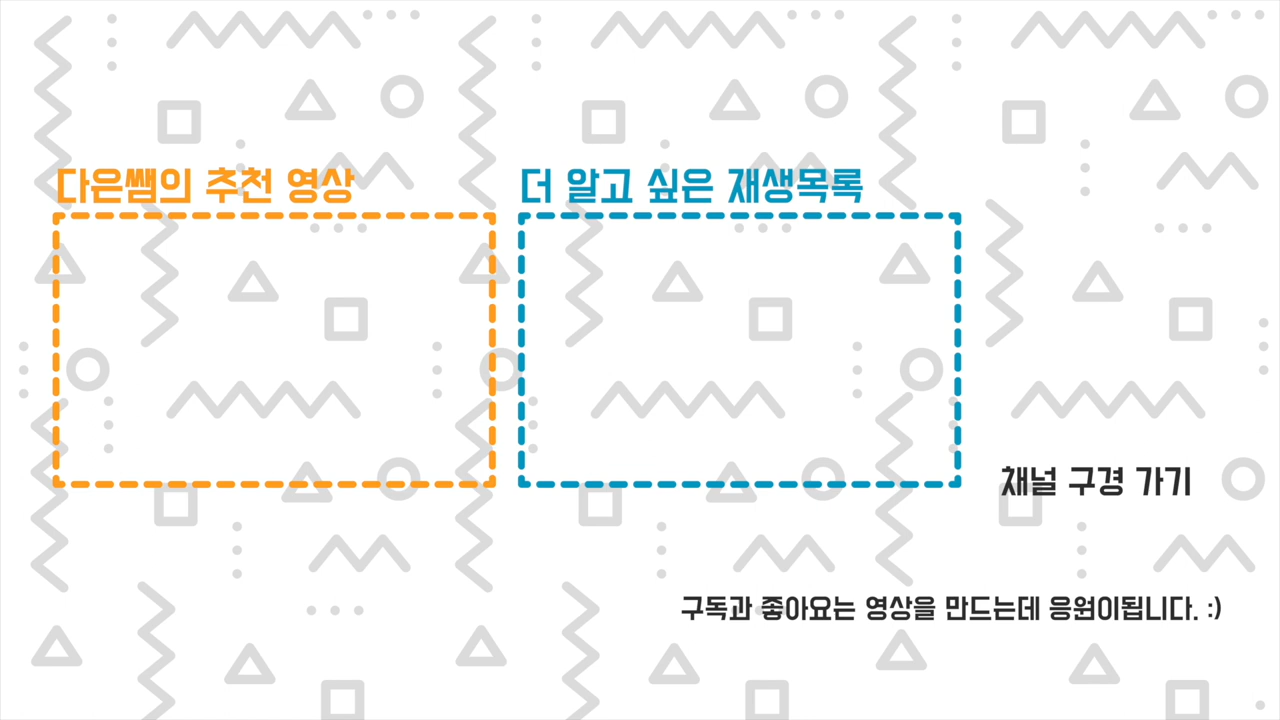 다은쌤의 추천 영상
더 알고 싶은 재생목록
채널 구경 가기
구독과 좋아요는 영상을 만드는데 응원이됩니다. :)